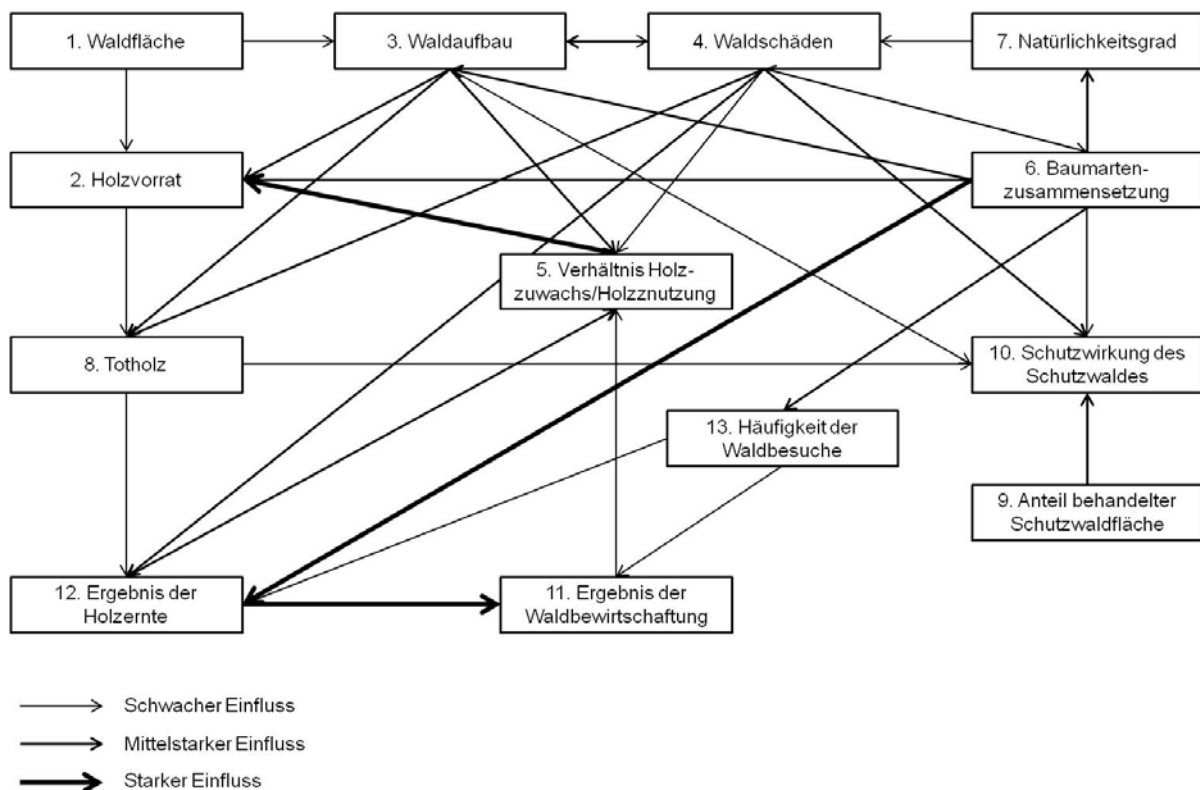 1. Waldfläche
3. Waldaufbau
4. Waldschäden
7. Natürlichkeitsgrad
2. Holzvorrat
6. Baumarten-
zusammensetzung
5. Verhältnis Holz-
zuwachs/Holzznutzung
8. Totholz
10. Schutzwirkung des
Schutzwaldes
13. Häufigkeit der
Waldbesuche
9. Anteil behandelter
Schutzwaldfläche
12. Ergebnis der
Holzernte
11. Ergebnis der
Waldbewirtschaftung
Schwacher Einfluss
Mittelstarker Einfluss
Starker Einfluss